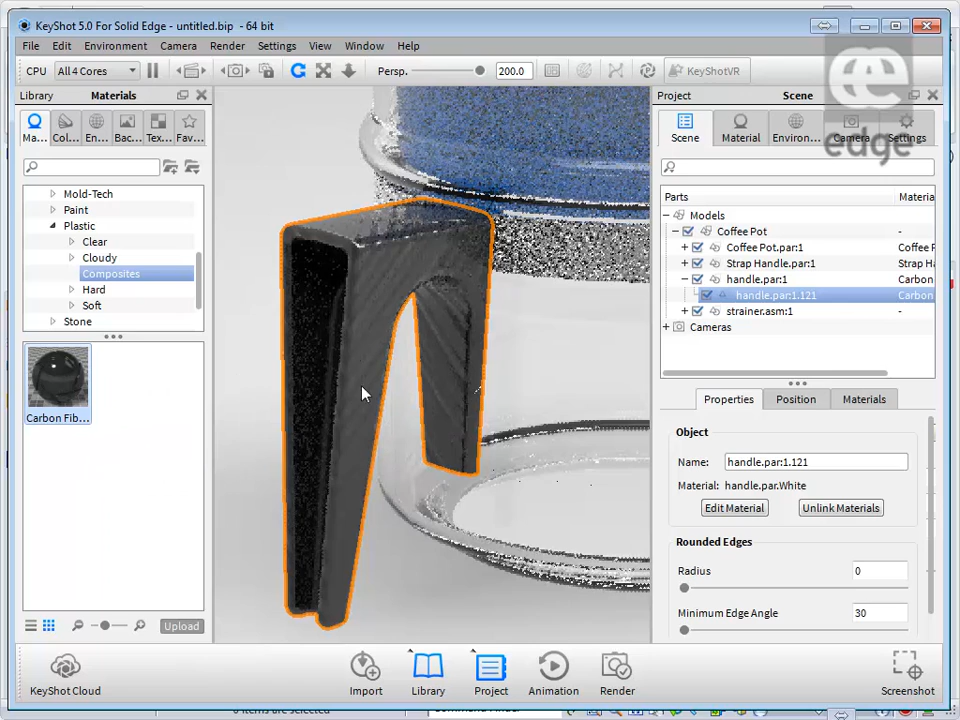 KeyShot 5.0 For Solid Edge - untitled.bip - 64 bit
File Edit Environment Camera Render Settings View Window Help
CPU All 4 Cores Persp. 200.0 KeyShotVR
Library Materials Project Scene
Ma... Col... En... Bac... Tex... Fav... Scene Material Environ... Camera Settings
edge
Mold-Tech
Paint
Plastic
Clear
Cloudy
Composites
Hard
Soft
Stone
Carbon Fib...
Upload
Parts Materia
Models
Coffee Pot -
Coffee Pot.par:1 Coffee P
Strap Handle.par:1 Strap Ha
handle.par:1 Carbon
handle.par:1.121 Carbon
strainer.asm:1 -
Cameras
Properties Position Materials
Object
Name: handle.par:1.121
Material: handle.par.White
Edit Material Unlink Materials
Rounded Edges
Radius 0
Minimum Edge Angle 30
KeyShot Cloud Import Library Project Animation Render Screenshot